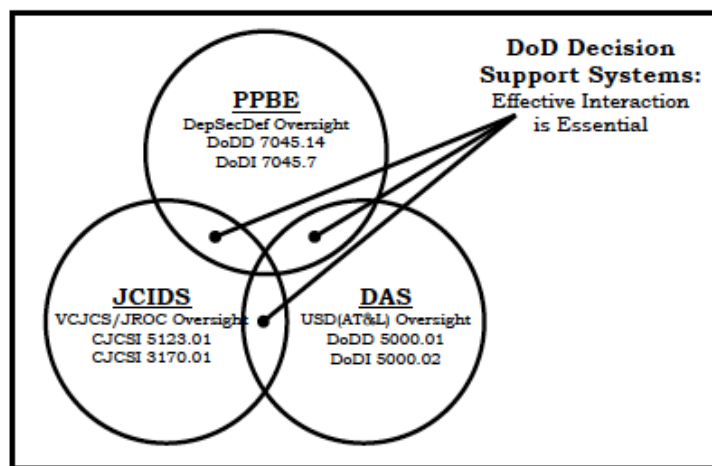 DoD Decision
Support Systems:
Effective Interaction
is Essential
PPBE
DepSecDef Oversight
DoDD 7045.14
DoDI 7045.7
JCIDS
VCJCS/JROC Oversight
CJCSI 5123.01
CJCSI 3170.01
DAS
USD(AT&L) Oversight
DoDD 5000.01
DoDI 5000.02